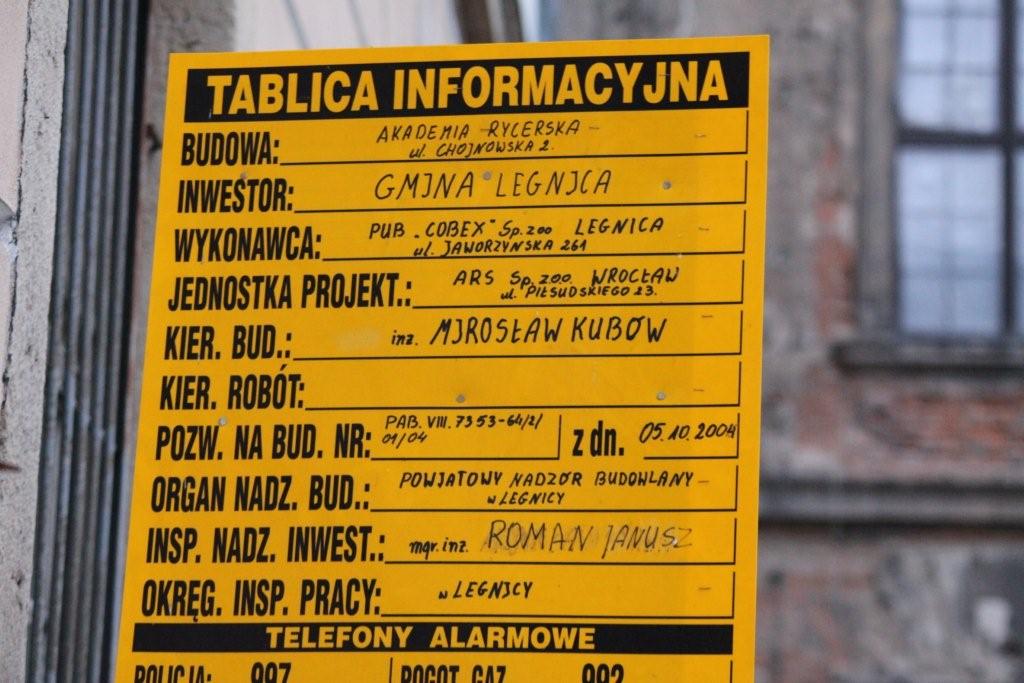 TABLICA INFORMACYJNA
BUDOWA: AKADEMIA RYCERSKA
ul. CHOJNOWSKA 2.
INWESTOR: GMINA LEGNICA
WYKONAWCA: PUB „COBEX" Sp. zoo LEGNICA
ul. JAWORZYŃSKA 261
JEDNOSTKA PROJEKT.: ARS Sp. zoo. WROCŁAW
ul. PIŁSUDSKIEGO 23.
KIER. BUD.: inż. MIROSŁAW KUBÓW
KIER. ROBÓT:
POZW. NA BUD. NR: PAB. VIII. 7353-64/2/
01/04 z dn. 05.10.2004
ORGAN NADZ. BUD.: POWIATOWY NADZÓR BUDOWLANY
w LEGNICY
INSP. NADZ. INWEST.: mgr. inż. ROMAN JANUSZ
OKRĘG. INSP. PRACY: w LEGNICY
TELEFONY ALARMOWE
POLICJA: 997 POGOT. GAZ. 992